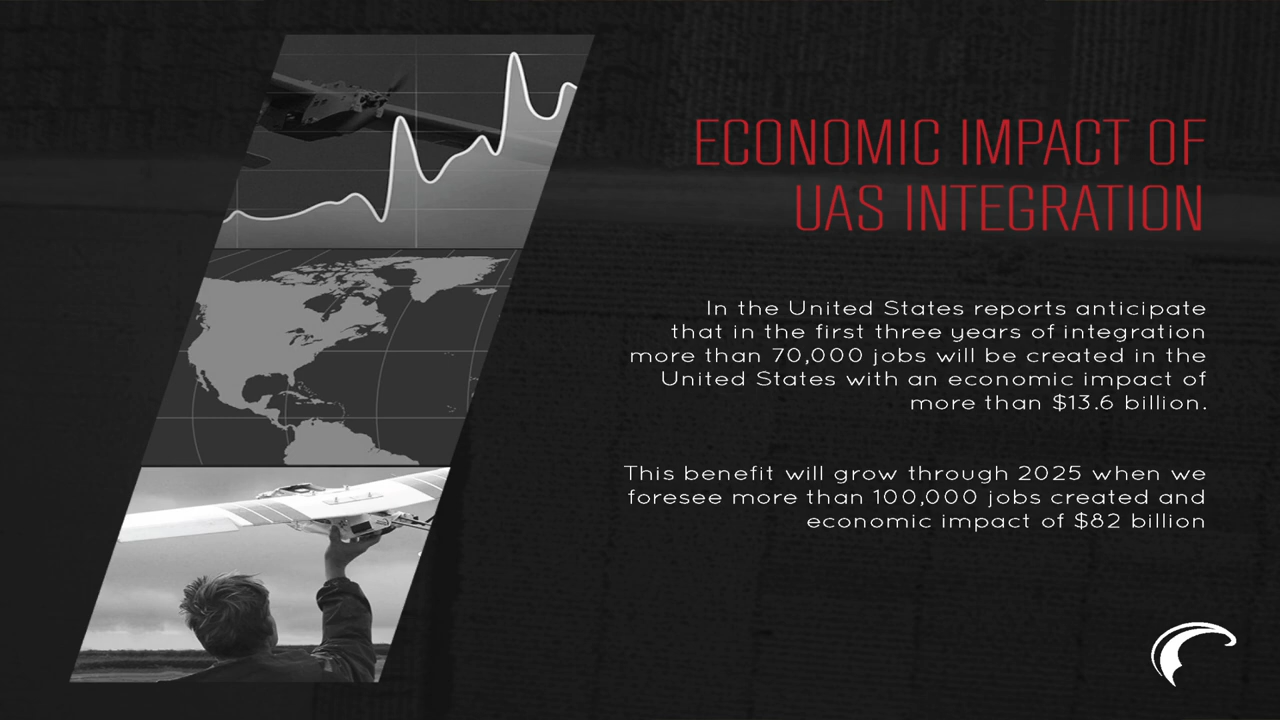 ECONOMIC IMPACT OF
UAS INTEGRATION
In the United States reports anticipate
that in the first three years of integration
more than 70,000 jobs will be created in the
United States with an economic impact of
more than $13.6 billion.
This benefit will grow through 2025 when we
foresee more than 100,000 jobs created and
economic impact of $82 billion